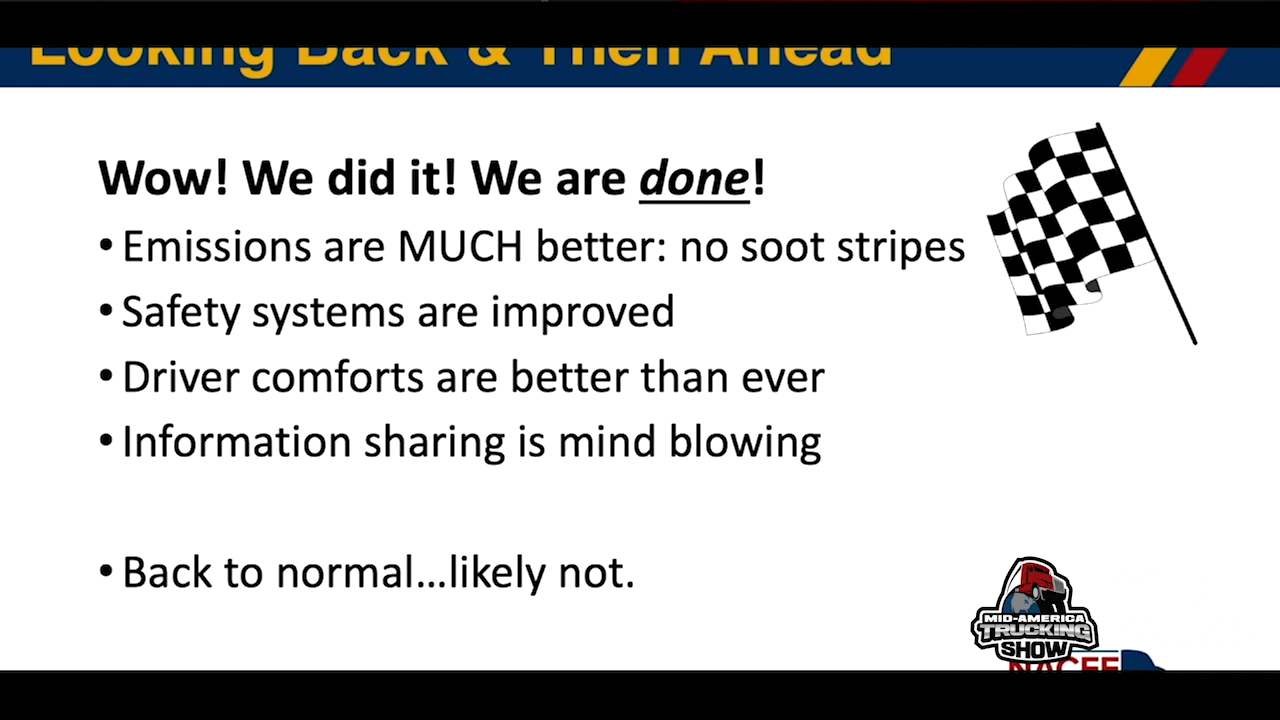 Looking Back & Then Ahead
Wow! We did it! We are done!
• Emissions are MUCH better: no soot stripes
• Safety systems are improved
• Driver comforts are better than ever
• Information sharing is mind blowing
• Back to normal...likely not.
MID-AMERICA
TRUCKING
SHOW
NACFE